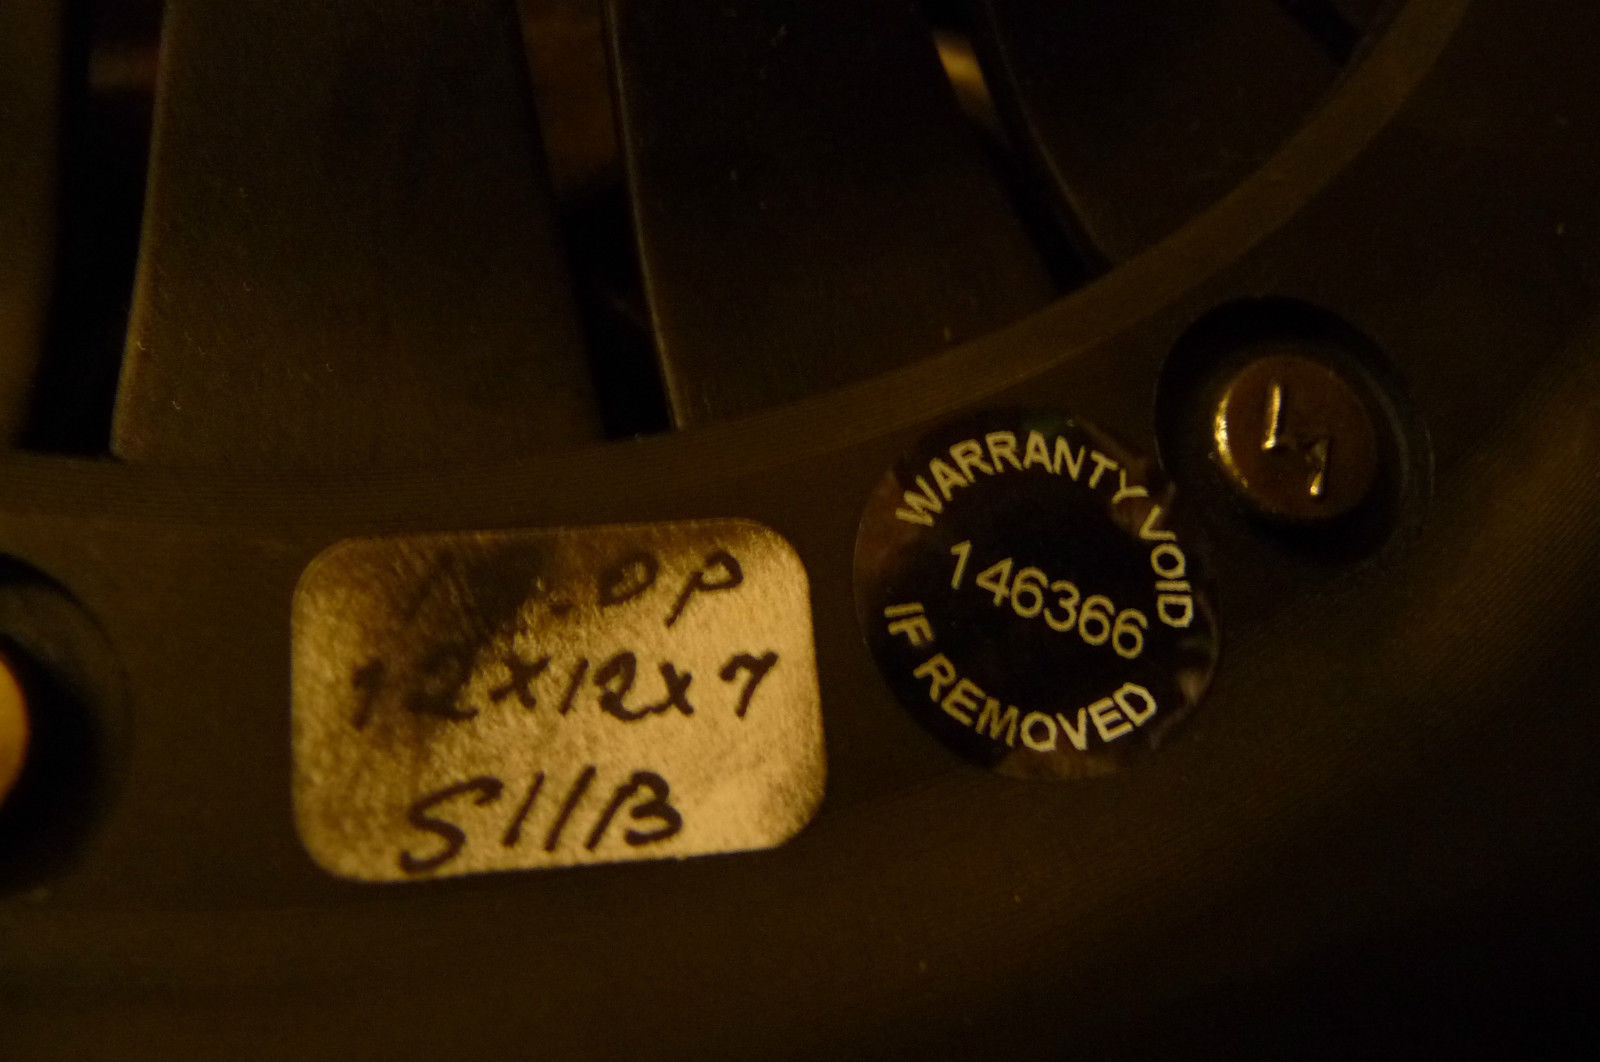 12x12x7
S11B
WARRANTY VOID
146366
IF REMOVED